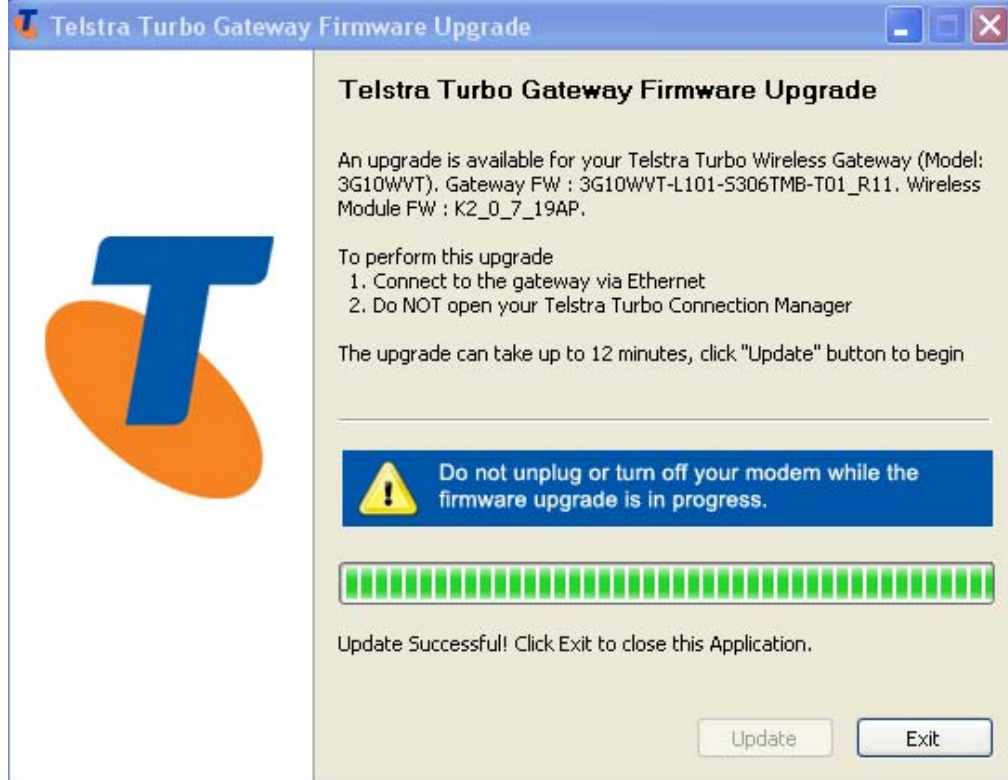 Telstra Turbo Gateway Firmware Upgrade
Telstra Turbo Gateway Firmware Upgrade
An upgrade is available for your Telstra Turbo Wireless Gateway (Model:
3G10WVT). Gateway FW : 3G10WVT-L101-S306TMB-T01_R11. Wireless
Module FW : K2_0_7_19AP.
To perform this upgrade
1. Connect to the gateway via Ethernet
2. Do NOT open your Telstra Turbo Connection Manager
The upgrade can take up to 12 minutes, click "Update" button to begin
Do not unplug or turn off your modem while the
firmware upgrade is in progress.
Update Successful! Click Exit to close this Application.
Update Exit